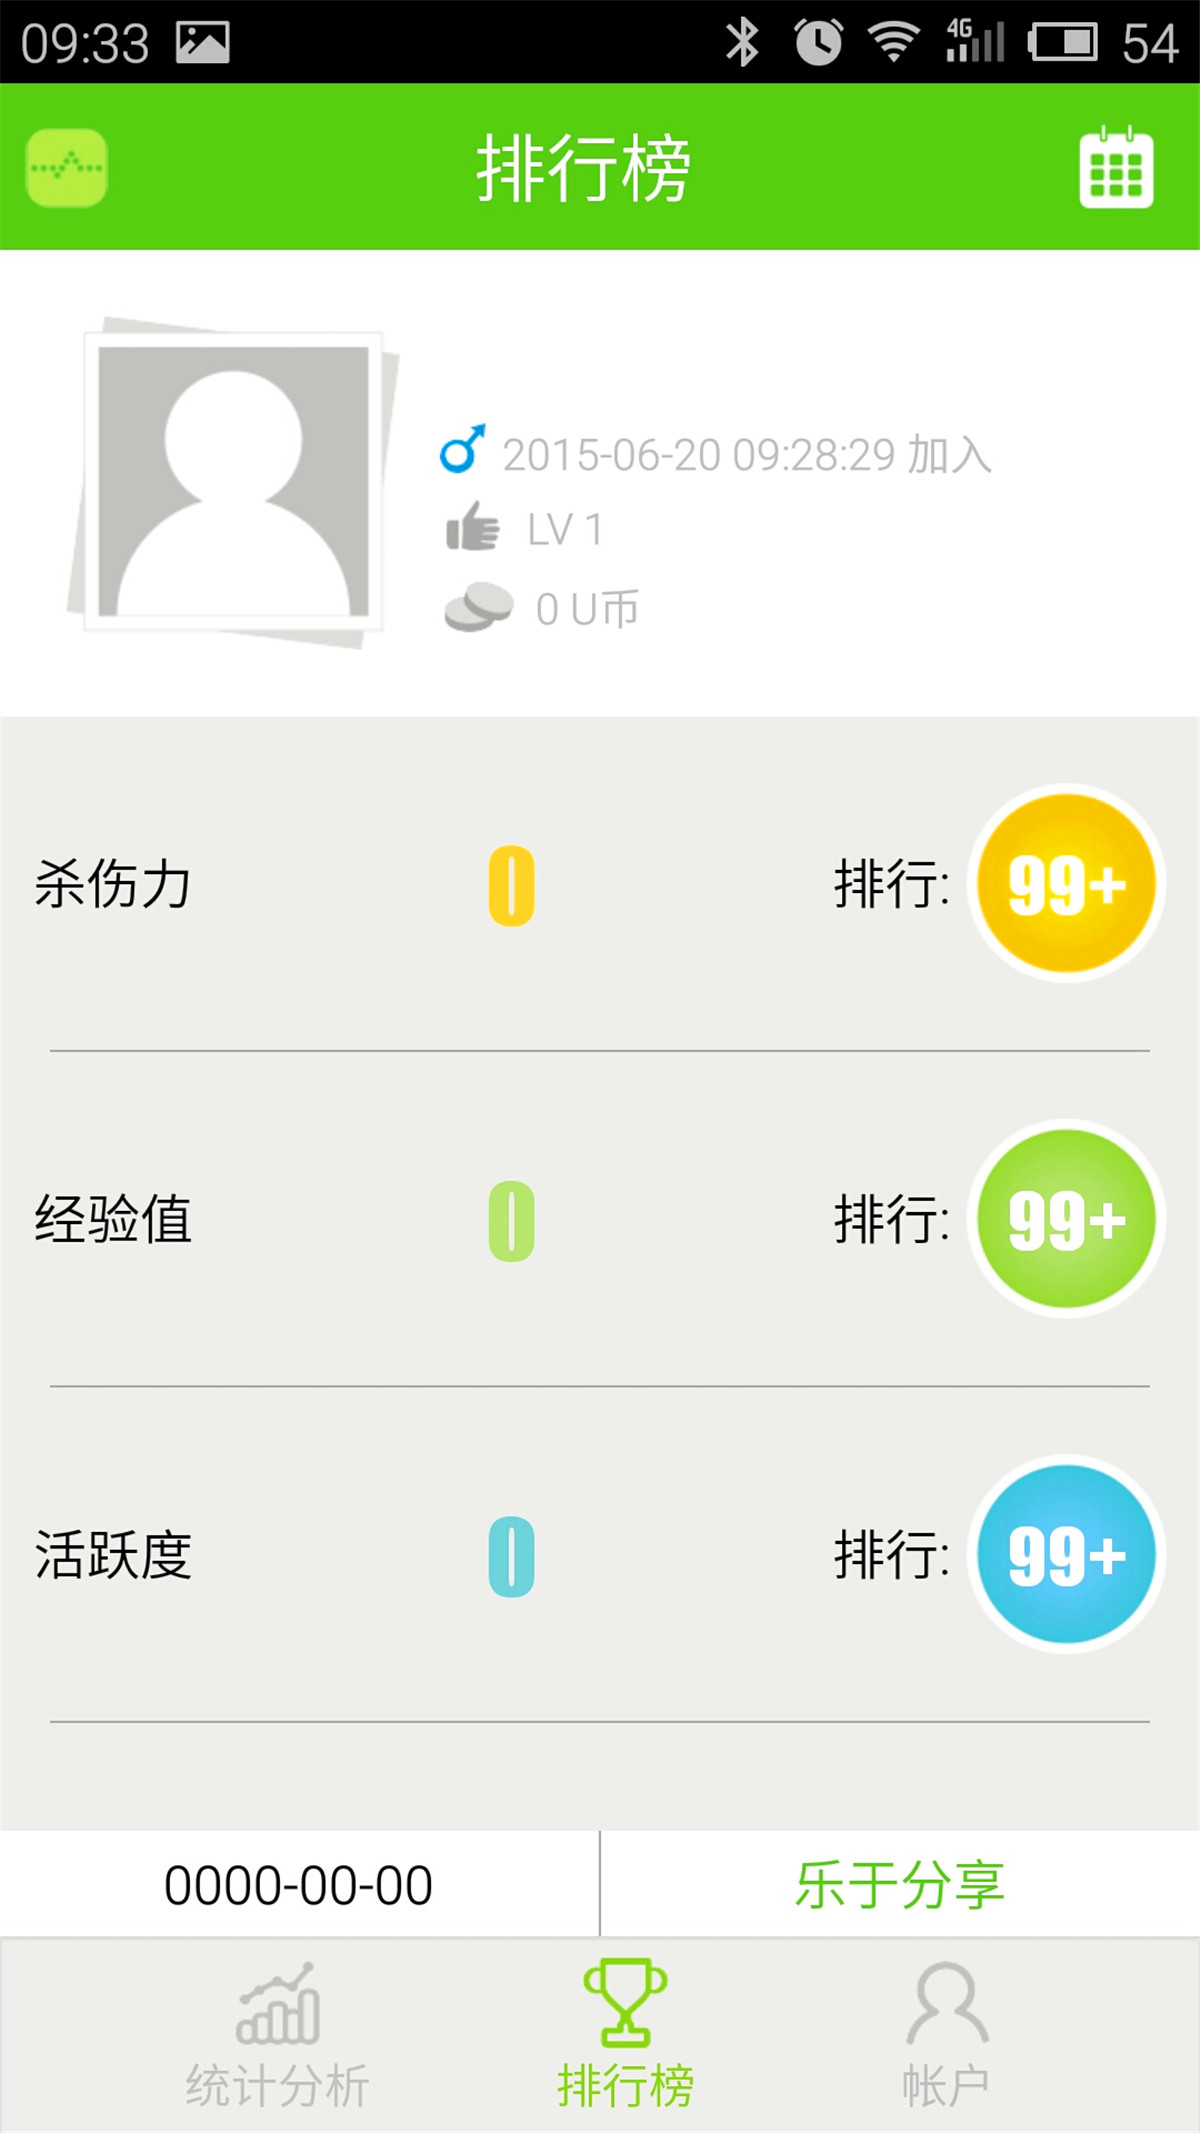 09:33 4G 54
排行榜
2015-06-20 09:28:29 加入
LV 1
0 U币
杀伤力 0 排行: 99+
经验值 0 排行: 99+
活跃度 0 排行: 99+
0000-00-00 乐于分享
统计分析 排行榜 帐户